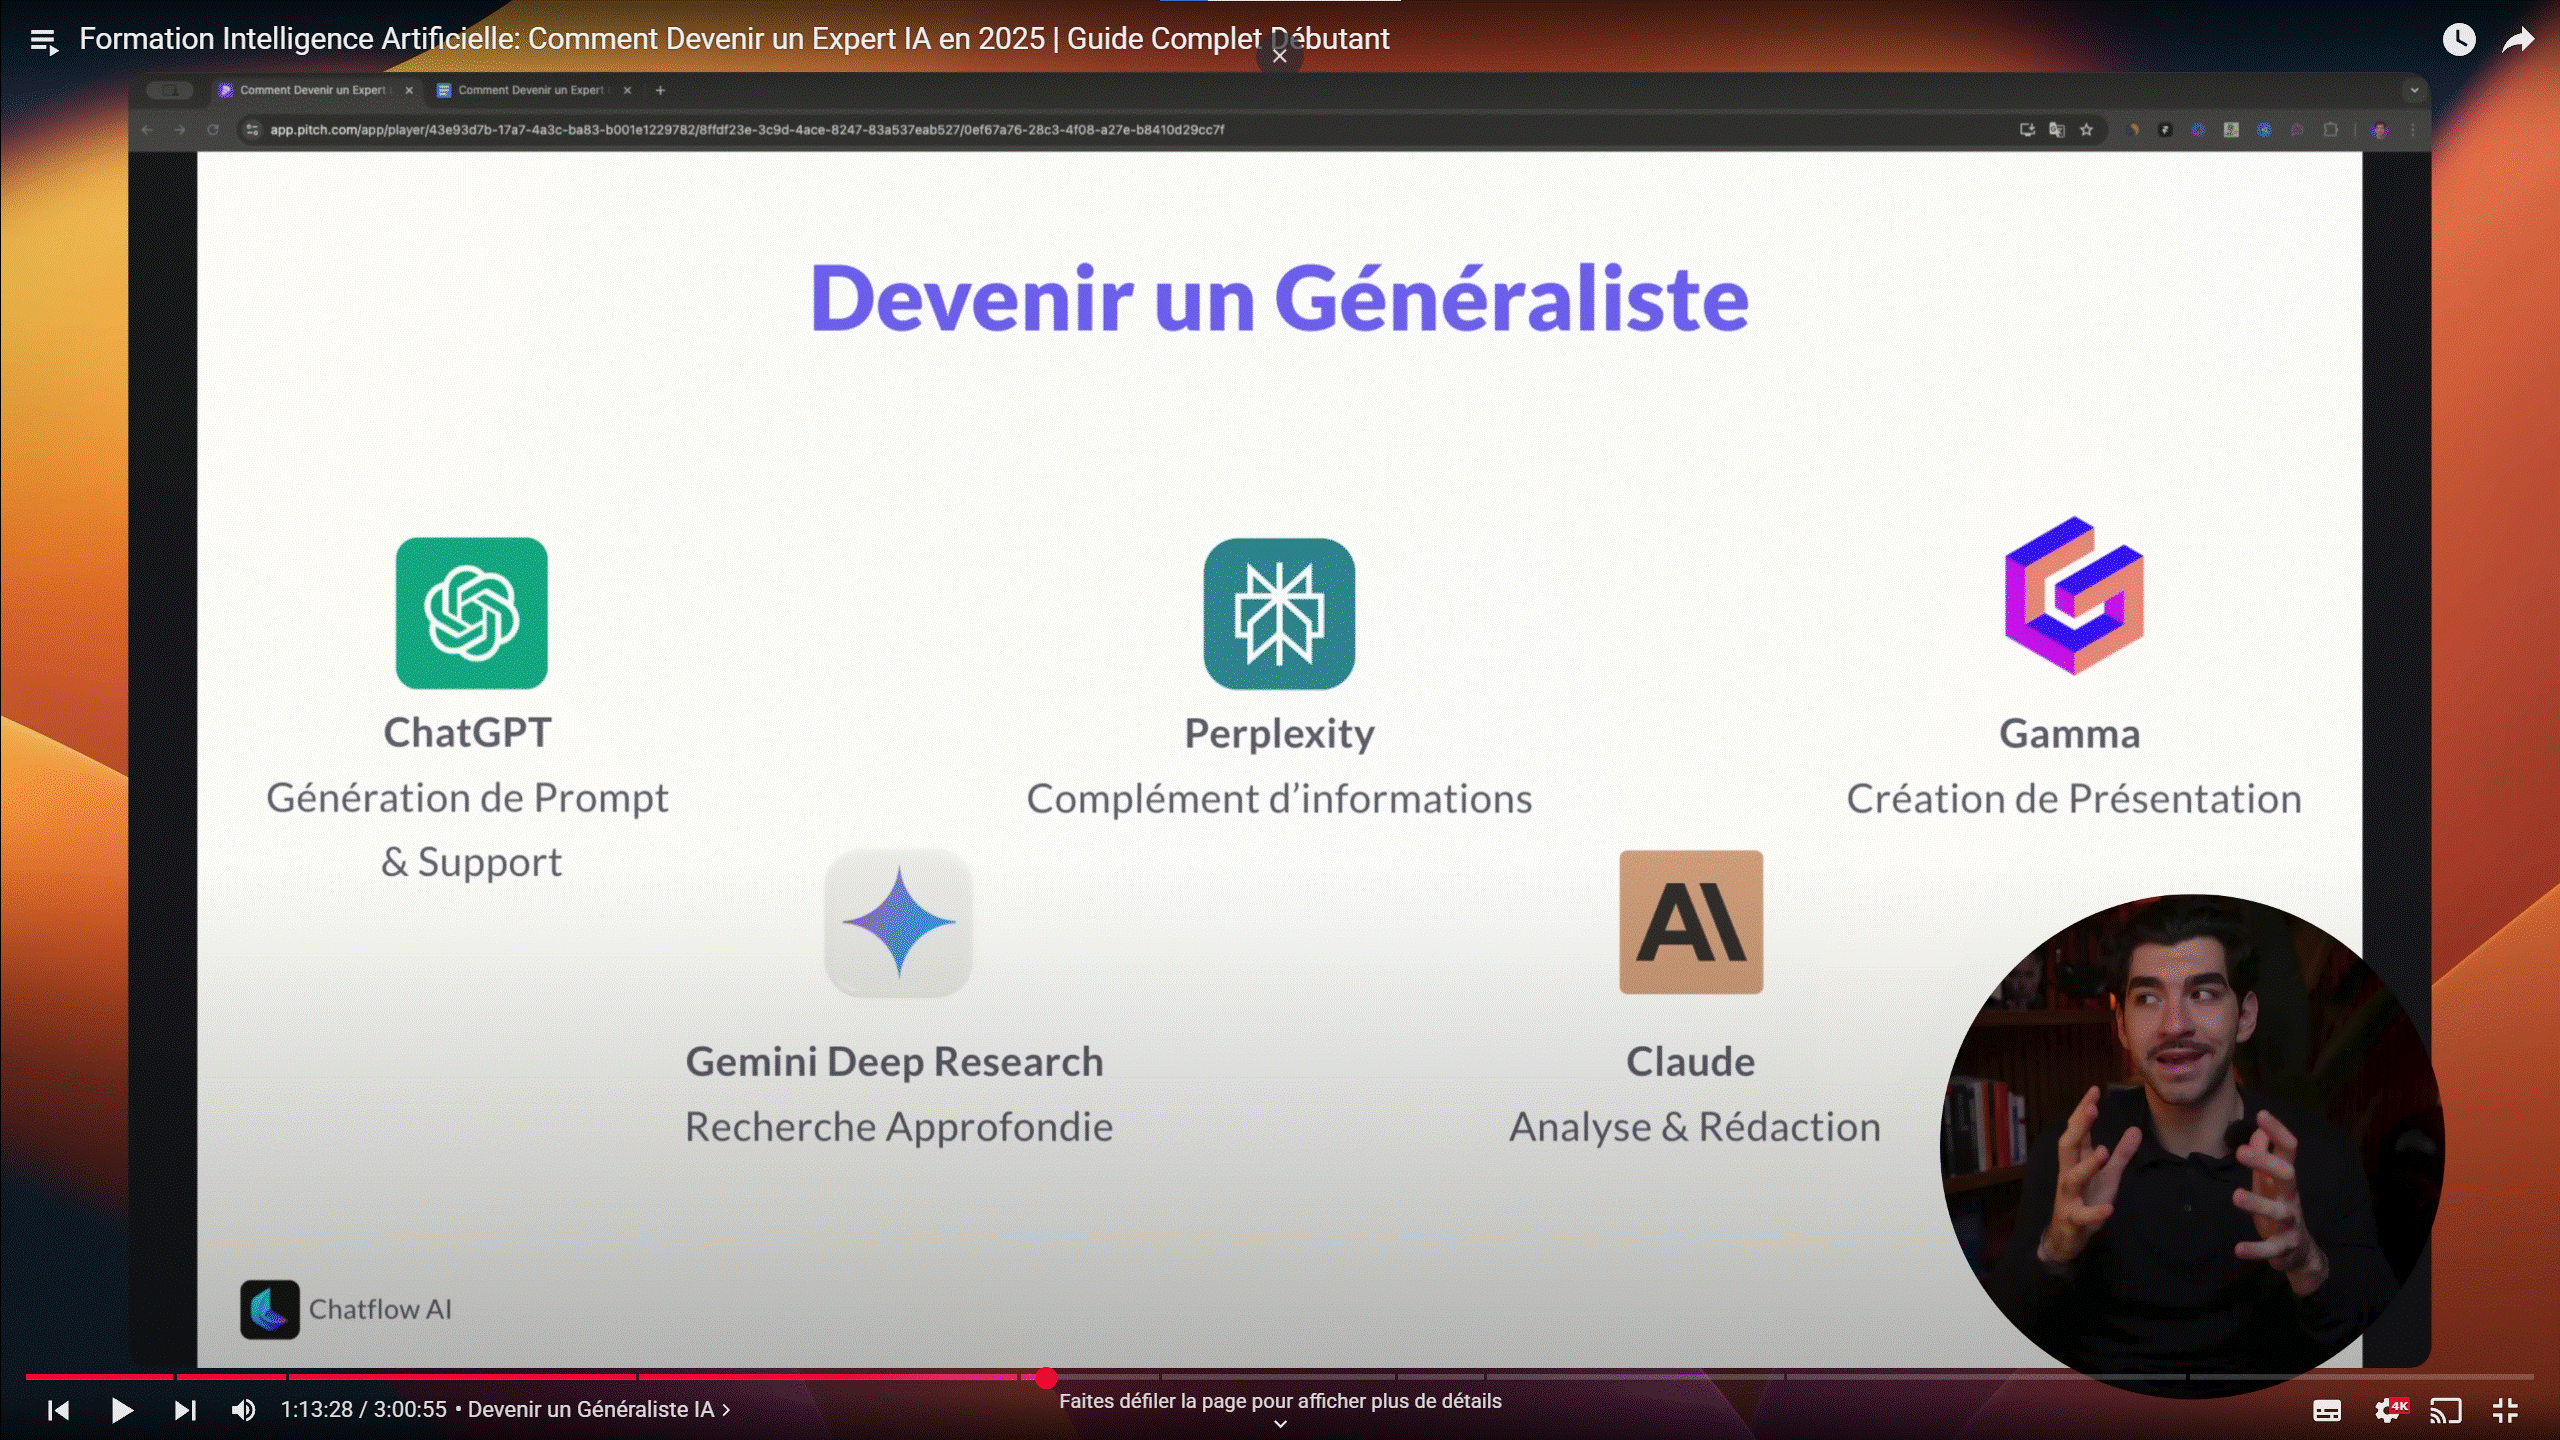 Formation Intelligence Artificielle: Comment Devenir un Expert IA en 2025 | Guide Complet Débutant
Comment Devenir un Expert
Comment Devenir un Expert
app.pitch.com/app/player/43e93d7b-17a7-4a3c-ba83-b001e1229782/8ffdf23e-3c9d-4ace-8247-83a537eab527/0ef67a76-28c3-4f08-a27e-b8410d29cc7f
Devenir un Généraliste
ChatGPT
Génération de Prompt
& Support
Perplexity
Complément d’informations
Gamma
Création de Présentation
Gemini Deep Research
Recherche Approfondie
AI
Claude
Analyse & Rédaction
Chatflow AI
Faites défiler la page pour afficher plus de détails
1:13:28 / 3:00:55 • Devenir un Généraliste IA
4K